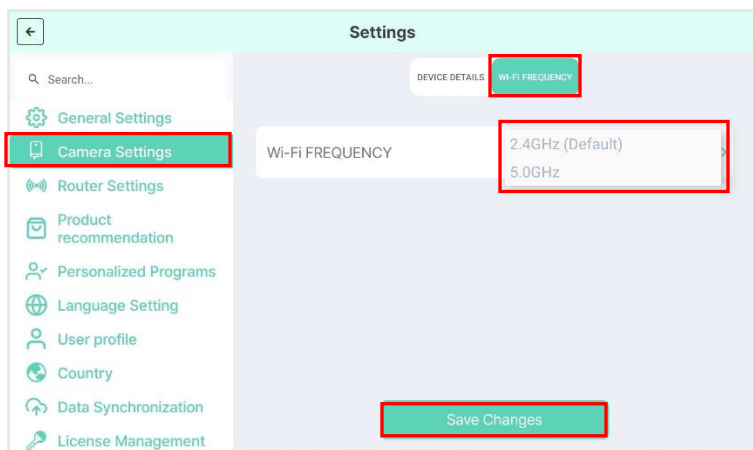 Settings
Search...
DEVICE DETAILS
WI-FI FREQUENCY
General Settings
Camera Settings
Wi-Fi FREQUENCY
2.4GHz (Default)
5.0GHz
Router Settings
Product
recommendation
Personalized Programs
Language Setting
User profile
Country
Data Synchronization
License Management
Save Changes